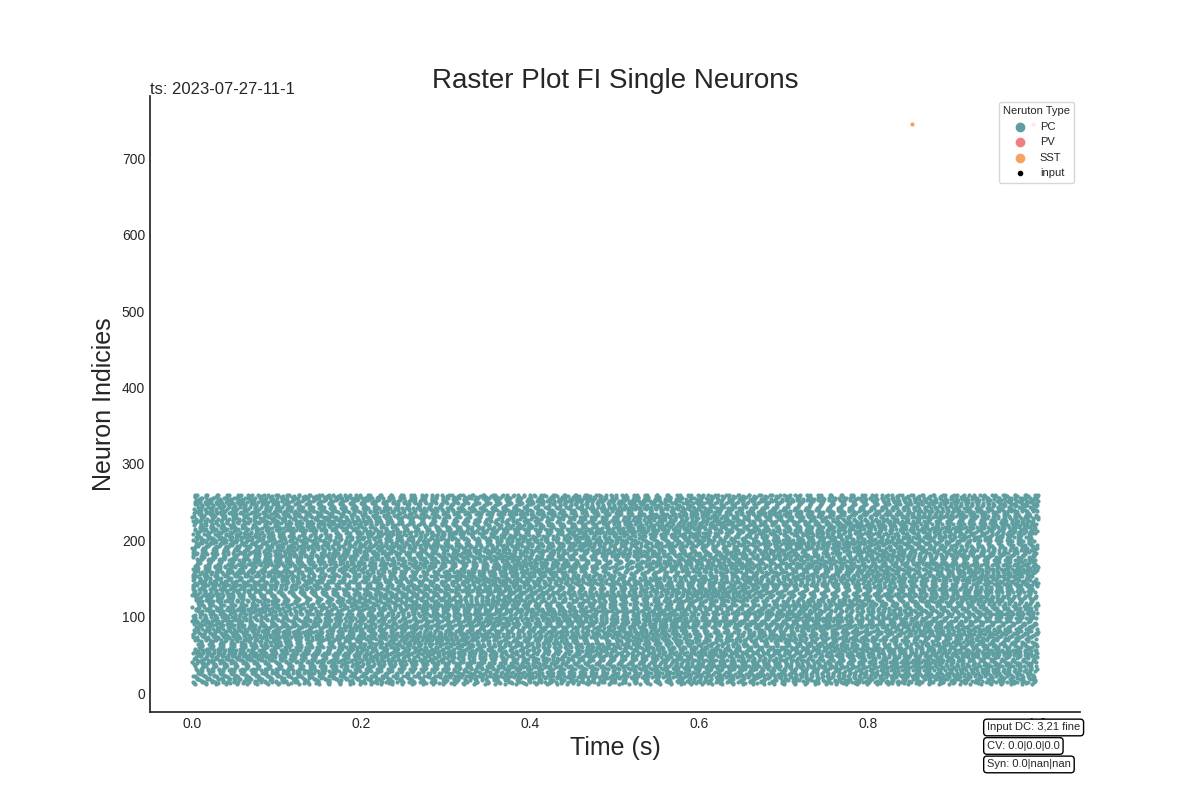 Raster Plot FI Single Neurons
ts: 2023-07-27-11-1
Neruton Type
PC
PV
SST
input
700
600
500
400
300
200
100
0
Neuron Indicies
0.0 0.2 0.4 0.6 0.8
Time (s)
Input DC: 3,21 fine
CV: 0.0|0.0|0.0
Syn: 0.0|nan|nan